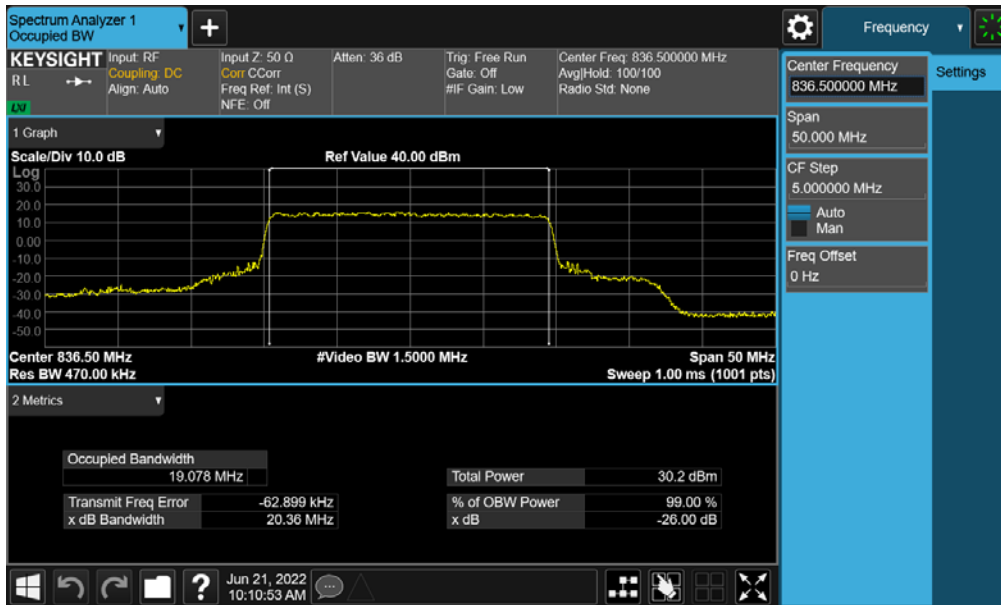 Spectrum Analyzer 1
Occupied BW
+
Frequency
KEYSIGHT
R L
LXI
Input: RF
Coupling: DC
Align: Auto
Input Z: 50 Ω
Corr CCorr
Freq Ref: Int (S)
NFE: Off
Atten: 36 dB
Trig: Free Run
Gate: Off
#IF Gain: Low
Center Freq: 836.500000 MHz
Avg|Hold: 100/100
Radio Std: None
Center Frequency
836.500000 MHz
Settings
Span
50.000 MHz
CF Step
5.000000 MHz
Auto
Man
Freq Offset
0 Hz
1 Graph
Scale/Div 10.0 dB
Ref Value 40.00 dBm
Log
30.0
20.0
10.0
0.00
-10.0
-20.0
-30.0
-40.0
-50.0
Center 836.50 MHz
#Video BW 1.5000 MHz
Span 50 MHz
Res BW 470.00 kHz
Sweep 1.00 ms (1001 pts)
2 Metrics
Occupied Bandwidth
19.078 MHz
Total Power 30.2 dBm
Transmit Freq Error -62.899 kHz
% of OBW Power 99.00 %
x dB Bandwidth 20.36 MHz
x dB -26.00 dB
?
Jun 21, 2022
10:10:53 AM